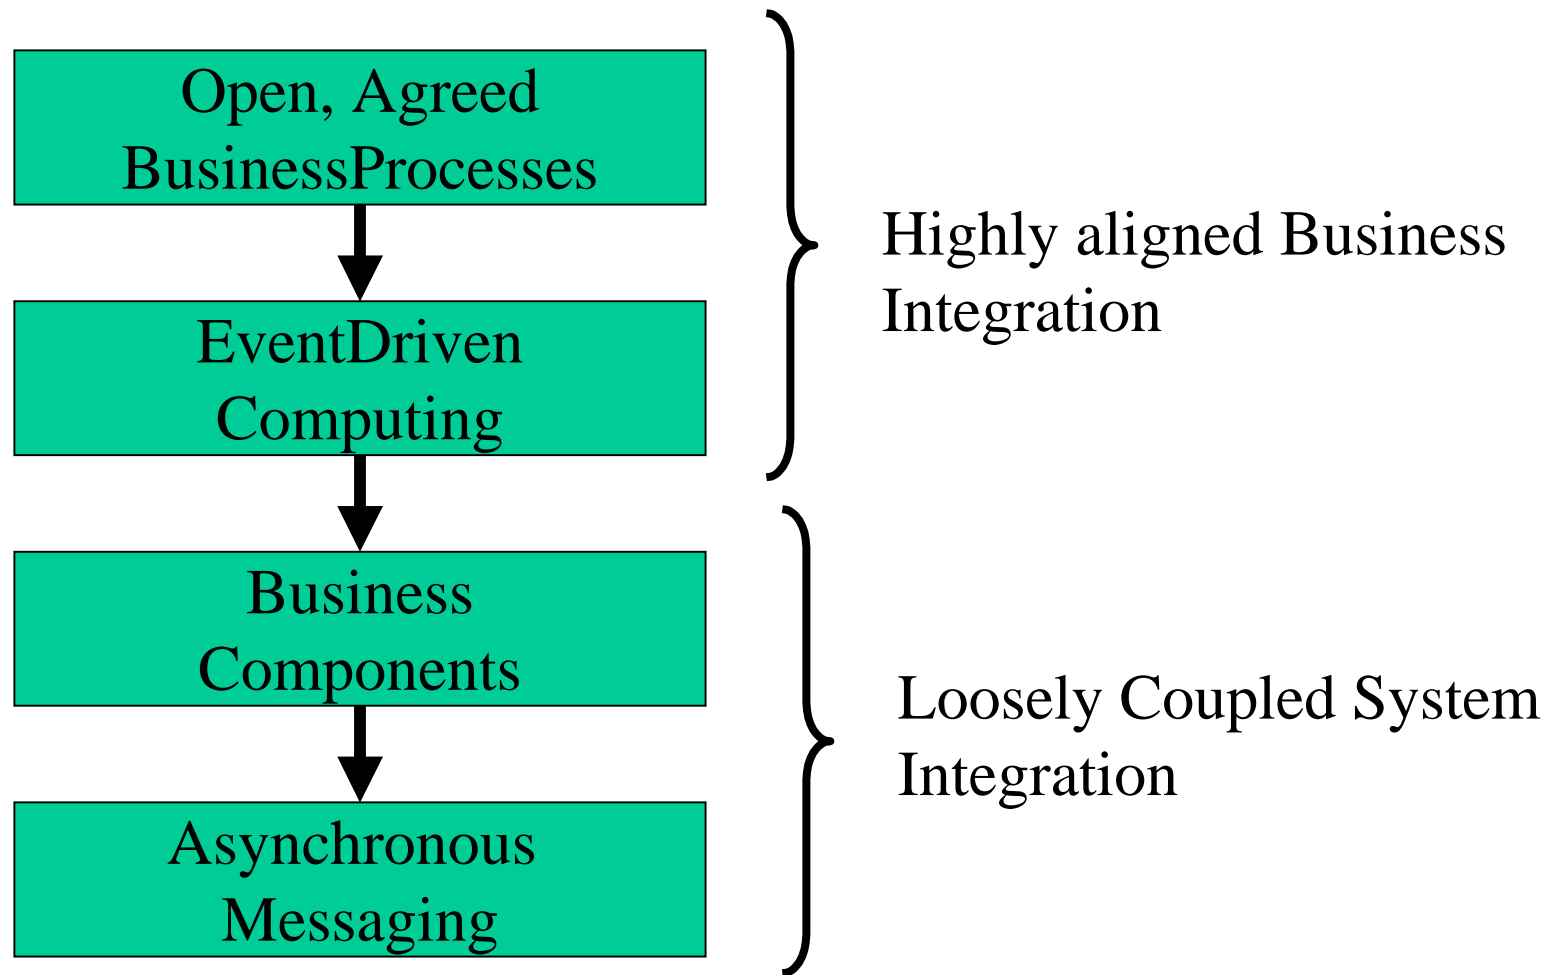 Open, Agreed
BusinessProcesses
EventDriven
Computing
Business
Components
Asynchronous
Messaging
Highly aligned Business
Integration
Loosely Coupled System
Integration